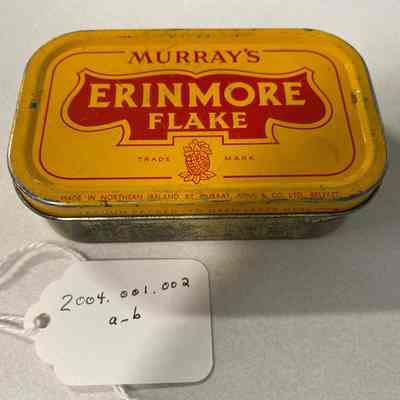 MURRAY'S
ERINMORE
FLAKE
TRADE MARK
MADE IN NORTHERN IRELAND BY MURRAY, SONS & CO. LTD., BELFAST
2004.001.002
a-b